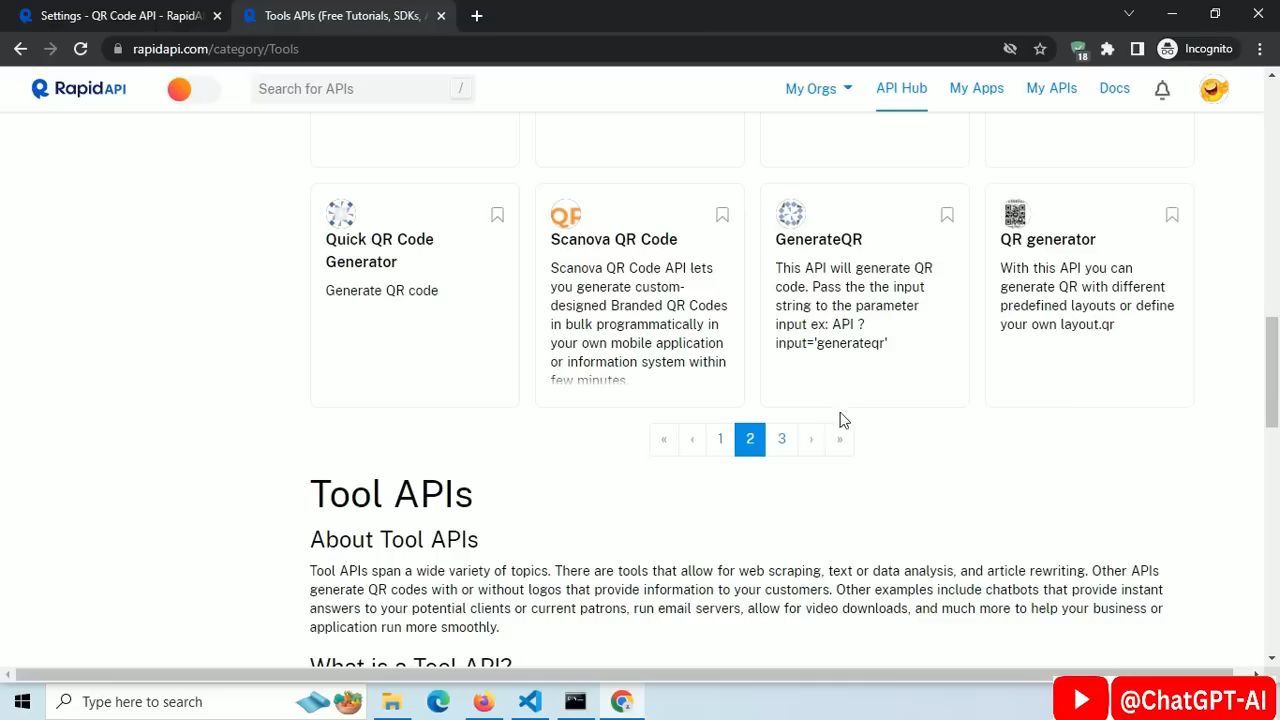 Settings - QR Code API - RapidA
Tools APIs (Free Tutorials, SDKs, A
rapidapi.com/category/Tools
18
Incognito
RapidAPI
Search for APIs
/
My Orgs
API Hub
My Apps
My APIs
Docs
Quick QR Code
Generator
Generate QR code
QR
Scanova QR Code
Scanova QR Code API lets
you generate custom-
designed Branded QR Codes
in bulk programmatically in
your own mobile application
or information system within
few minutes.
GenerateQR
This API will generate QR
code. Pass the the input
string to the parameter
input ex: API ?
input='generateqr'
QR generator
With this API you can
generate QR with different
predefined layouts or define
your own layout.qr
« ‹ 1 2 3 › »
Tool APIs
About Tool APIs
Tool APIs span a wide variety of topics. There are tools that allow for web scraping, text or data analysis, and article rewriting. Other APIs
generate QR codes with or without logos that provide information to your customers. Other examples include chatbots that provide instant
answers to your potential clients or current patrons, run email servers, allow for video downloads, and much more to help your business or
application run more smoothly.
What is a Tool API?
Type here to search
@ChatGPT-AI